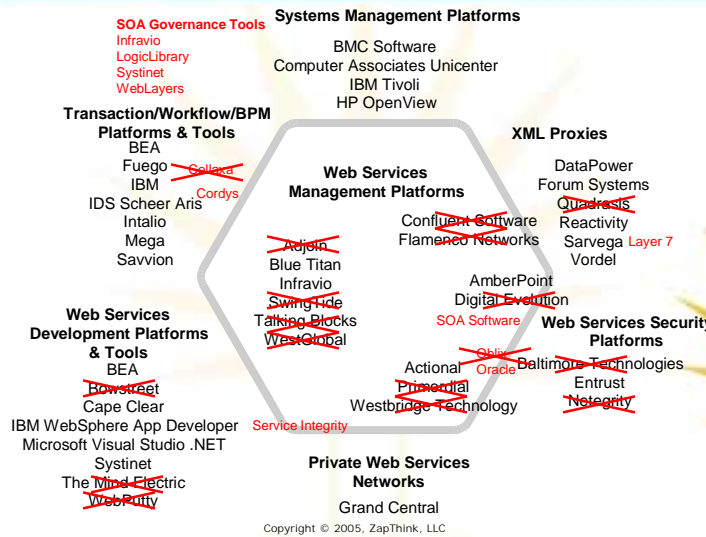 SOA Governance Tools
Infravio
LogicLibrary
Systinet
WebLayers
Systems Management Platforms
BMC Software
Computer Associates Unicenter
IBM Tivoli
HP OpenView
Transaction/Workflow/BPM
Platforms & Tools
BEA
Fuego
Collaxa
IBM
Cordys
IDS Scheer Aris
Intalio
Mega
Savvion
XML Proxies
DataPower
Forum Systems
Quadrasis
Reactivity
Sarvega Layer 7
Vordel
Web Services
Management Platforms
Confluent Software
Flamenco Networks
Adjoin
Blue Titan
Infravio
SwingTide
Talking Blocks
WestGlobal
AmberPoint
Digital Evolution
SOA Software
Oblix
Oracle
Actional
Primordial
Westbridge Technology
Web Services Security
Platforms
Baltimore Technologies
Entrust
Netegrity
Web Services
Development Platforms
& Tools
BEA
Bowstreet
Cape Clear
IBM WebSphere App Developer
Service Integrity
Microsoft Visual Studio .NET
Systinet
The Mind Electric
WebPutty
Private Web Services
Networks
Grand Central
Copyright © 2005, ZapThink, LLC